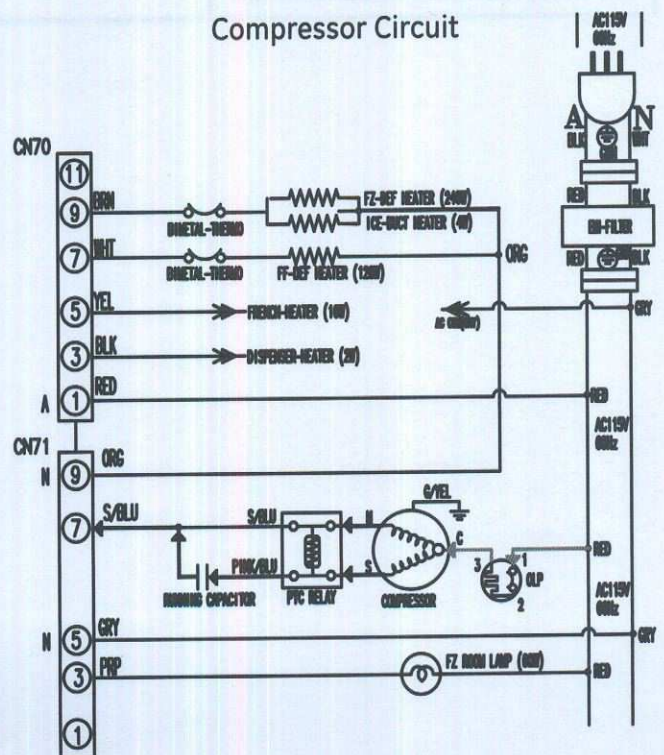 Compressor Circuit
AC115V
60Hz
A N
BLK WHT
CN70
RED BLK
11
9 BRN
FZ-DEF HEATER (240W)
BIMETAL-THERMO
ICE-DUCT HEATER (4W)
EMI-FILTER
7 WHT
ORG
BIMETAL-THERMO
FF-DEF HEATER (120W)
RED BLK
5 YEL
FRENCH-HEATER (10W)
GRY
3 BLK
DISPENSER-HEATER (2W)
A 1 RED
RED
CN71
AC115V
60Hz
N 9 ORG
7 S/BLU
S/BLU
G/YEL
M
C
RED
PINK/BLU
S
3 1
OLP
2
RUNNING CAPACITOR
PTC RELAY
COMPRESSOR
AC115V
60Hz
N 5 GRY
GRY
3 PRP
FZ ROOM LAMP (60W)
RED
1